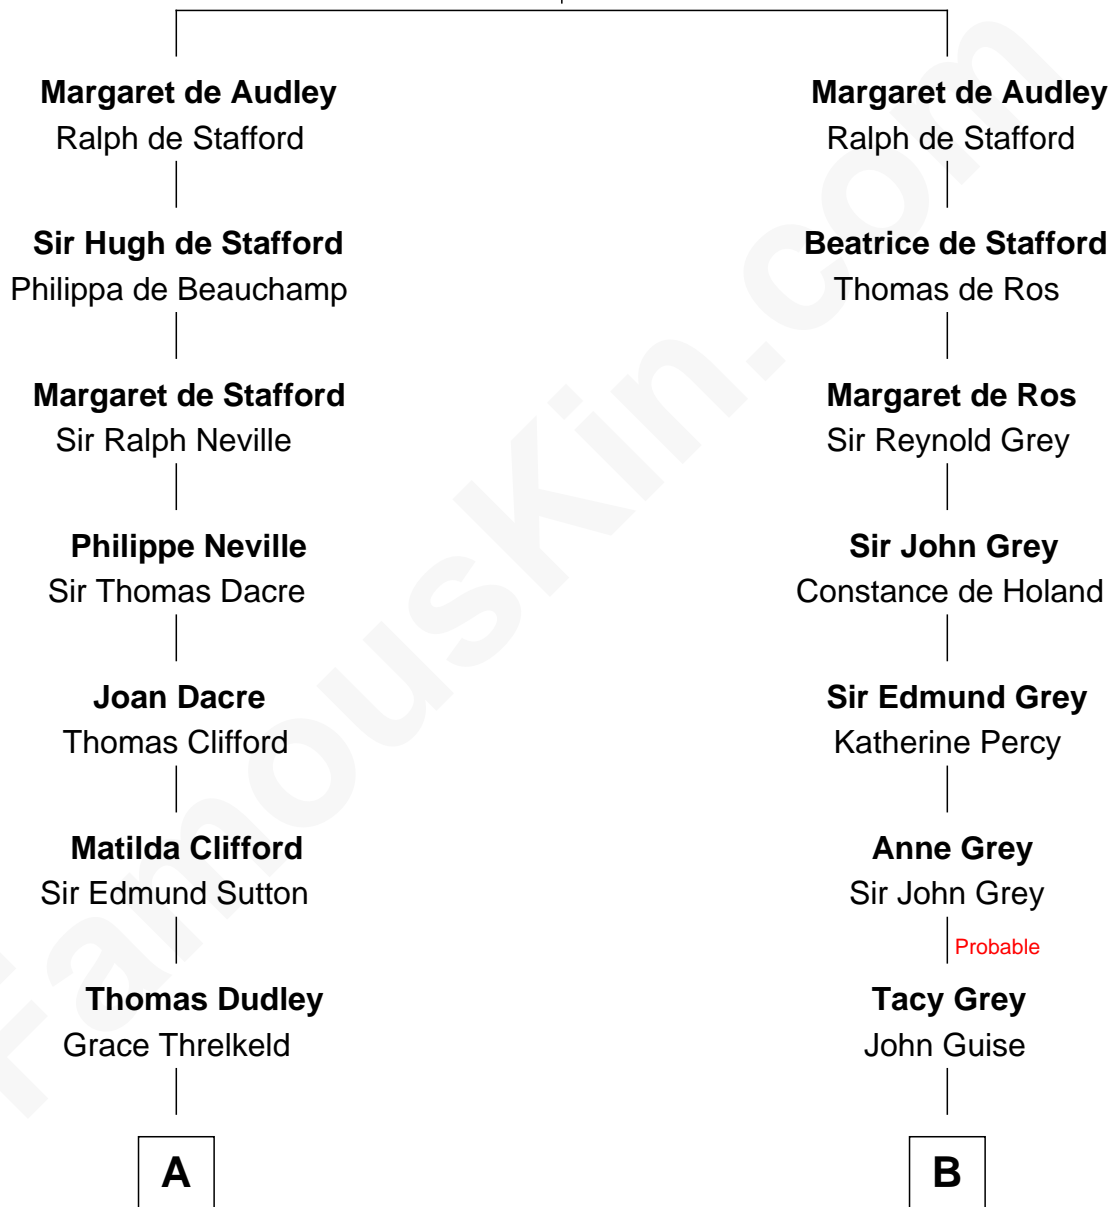 Margaret de Audley
Ralph de Stafford
Sir Hugh de Stafford
Philippa de Beauchamp
Margaret de Stafford
Sir Ralph Neville
Philippe Neville
Sir Thomas Dacre
Joan Dacre
Thomas Clifford
Matilda Clifford
Sir Edmund Sutton
Thomas Dudley
Grace Threlkeld
A
Margaret de Audley
Ralph de Stafford
Beatrice de Stafford
Thomas de Ros
Margaret de Ros
Sir Reynold Grey
Sir John Grey
Constance de Holand
Sir Edmund Grey
Katherine Percy
Anne Grey
Sir John Grey
Probable
Tacy Grey
John Guise
B
FamousKin.com